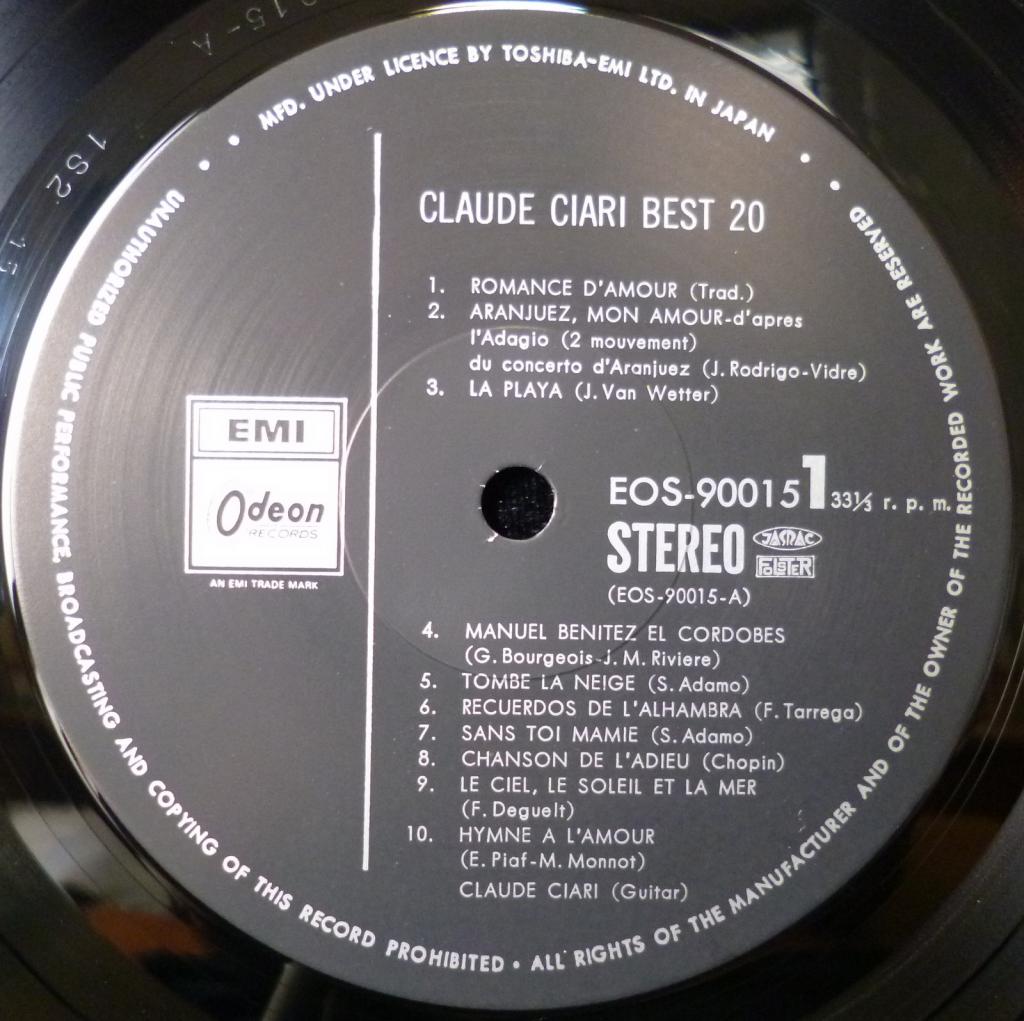 MFD. UNDER LICENCE BY TOSHIBA-EMI LTD. IN JAPAN
CLAUDE CIARI BEST 20
1. ROMANCE D'AMOUR (Trad.)
2. ARANJUEZ, MON AMOUR-d'apres
l'Adagio (2 mouvement)
du concerto d'Aranjuez (J. Rodrigo-Vidre)
3. LA PLAYA (J. Van Wetter)
EMI
Odeon
RECORDS
AN EMI TRADE MARK
EOS-90015 1 33⅓ r. p. m.
STEREO JASRAC
FOLSTER
(EOS-90015-A)
4. MANUEL BENITEZ EL CORDOBES
(G. Bourgeois-J. M. Riviere)
5. TOMBE LA NEIGE (S. Adamo)
6. RECUERDOS DE L'ALHAMBRA (F. Tarrega)
7. SANS TOI MAMIE (S. Adamo)
8. CHANSON DE L'ADIEU (Chopin)
9. LE CIEL, LE SOLEIL ET LA MER
(F. Deguelt)
10. HYMNE A L'AMOUR
(E. Piaf-M. Monnot)
CLAUDE CIARI (Guitar)
UNAUTHORIZED PUBLIC PERFORMANCE, BROADCASTING AND COPYING OF THIS RECORD PROHIBITED • ALL RIGHTS OF THE MANUFACTURER AND OF THE OWNER OF THE RECORDED WORK ARE RESERVED
1S2
15